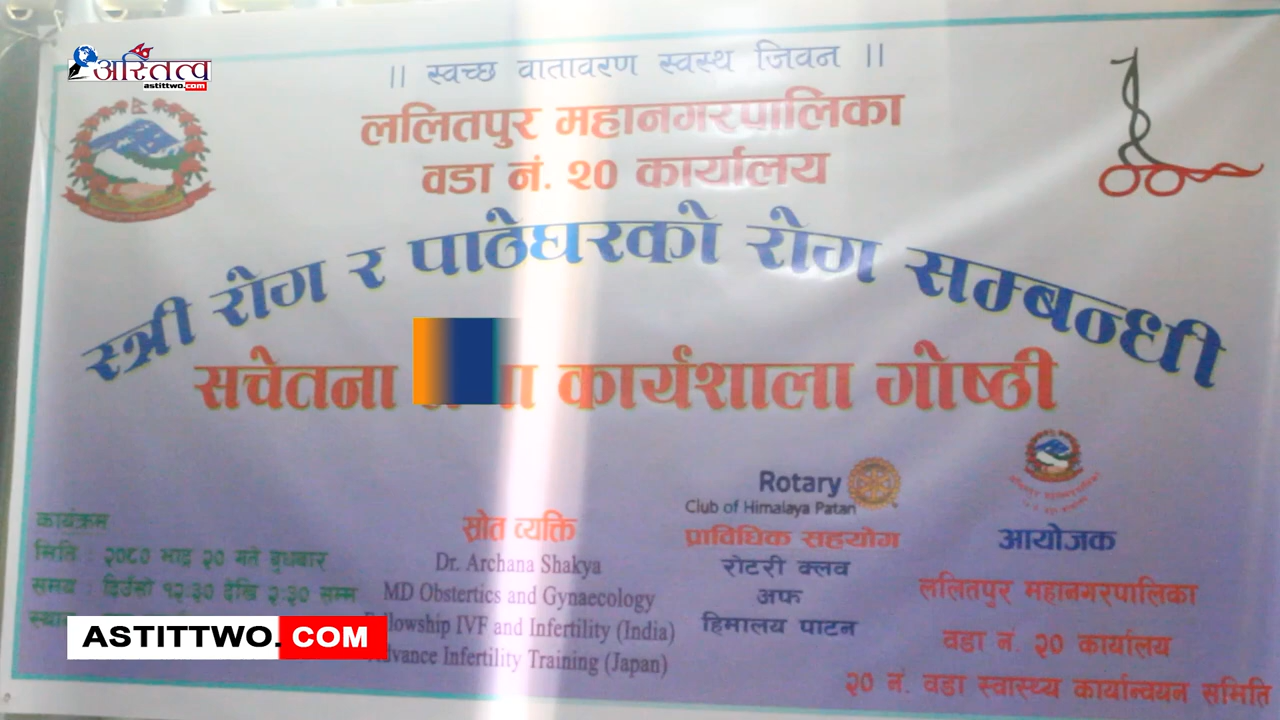 अस्तित्व
astittwo.com
|| स्वच्छ वातावरण स्वस्थ जिवन ||
ललितपुर महानगरपालिका
वडा नं. २० कार्यालय
स्त्री रोग र पाठेघरको रोग सम्बन्धी
सचेतना कार्यशाला गोष्ठी
कार्यक्रम
मिति : २०८० भाद्र २० गते बुधबार
समय : दिउँसो १२:३० देखि २:३० सम्म
स्थान
स्रोत व्यक्ति
Dr. Archana Shakya
MD Obstertics and Gynaecology
Fellowship IVF and Infertility (India)
Advance Infertility Training (Japan)
Rotary
Club of Himalaya Patan
प्राविधिक सहयोग
रोटरी क्लव
अफ
हिमालय पाटन
आयोजक
ललितपुर महानगरपालिका
वडा नं. २० कार्यालय
२० नं. वडा स्वास्थ्य कार्यान्वयन समिति
ASTITTWO.COM